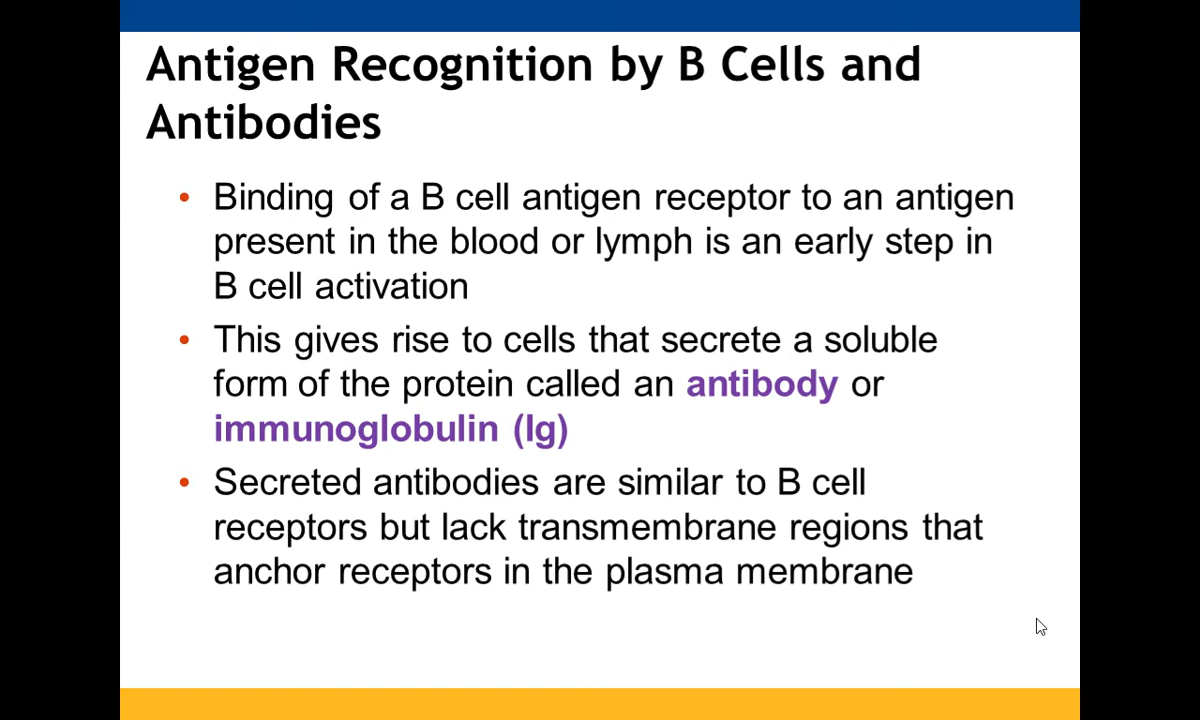 Antigen Recognition by B Cells and
Antibodies
• Binding of a B cell antigen receptor to an antigen
present in the blood or lymph is an early step in
B cell activation
• This gives rise to cells that secrete a soluble
form of the protein called an antibody or
immunoglobulin (Ig)
• Secreted antibodies are similar to B cell
receptors but lack transmembrane regions that
anchor receptors in the plasma membrane